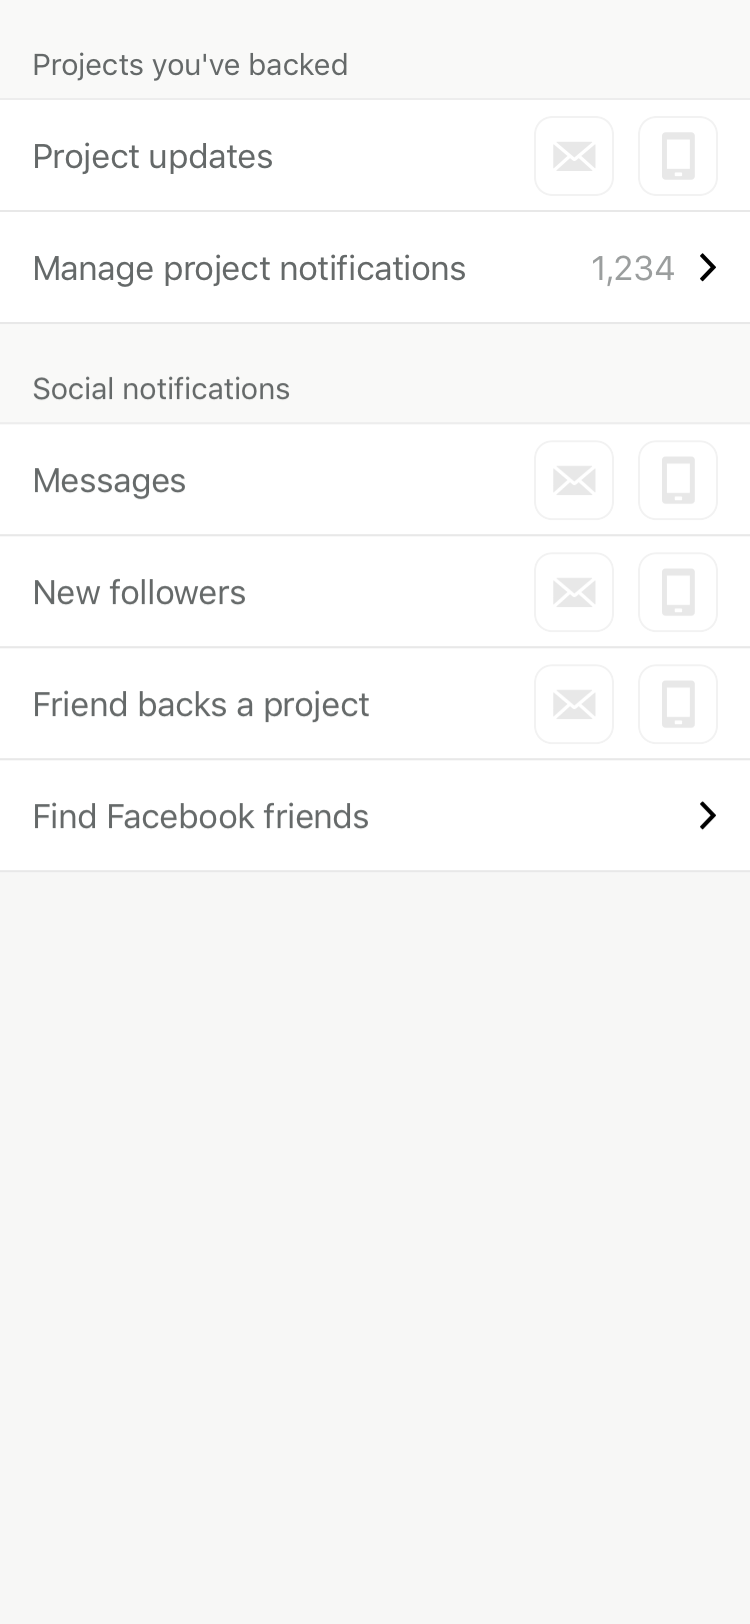 Projects you've backed
Project updates
Manage project notifications 1,234
Social notifications
Messages
New followers
Friend backs a project
Find Facebook friends